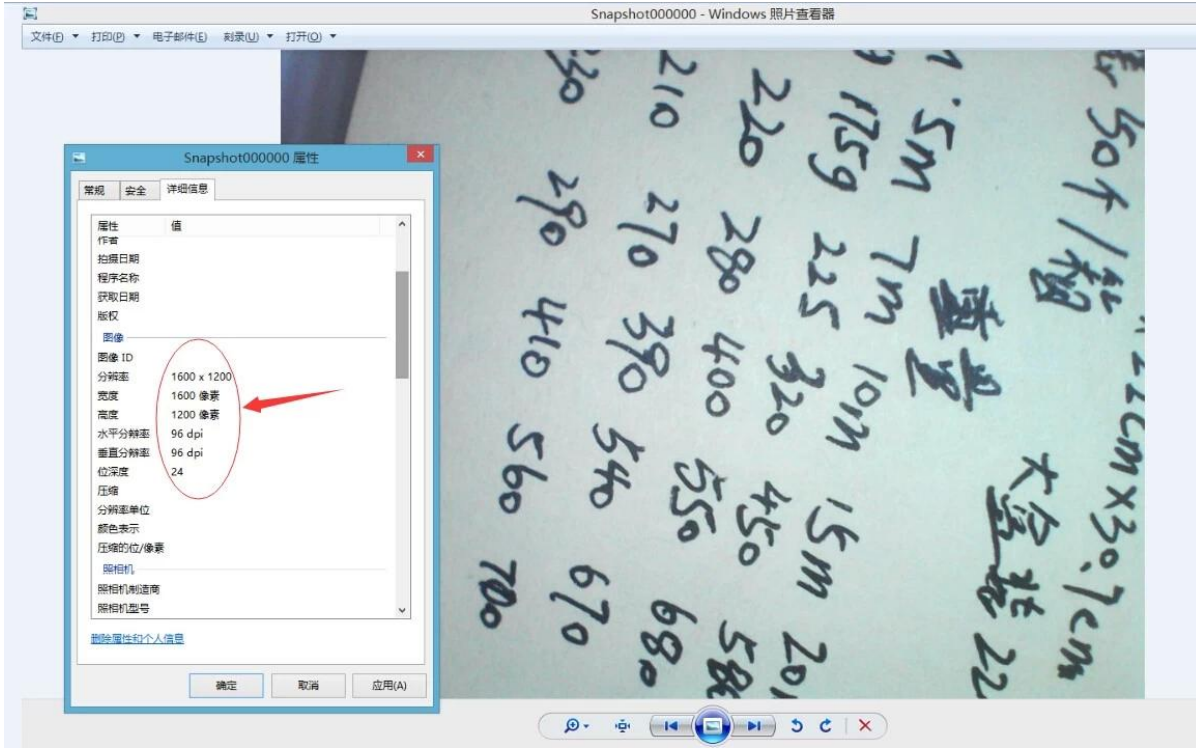 Snapshot000000 - Windows 照片查看器
文件(F) 打印(P) 电子邮件(E) 刻录(U) 打开(O)
Snapshot000000 属性
常规 安全 详细信息
属性 值
作者
拍摄日期
程序名称
获取日期
版权
图像
图像 ID
分辨率 1600 x 1200
宽度 1600 像素
高度 1200 像素
水平分辨率 96 dpi
垂直分辨率 96 dpi
位深度 24
压缩
分辨率单位
颜色表示
压缩的位/像素
照相机
照相机制造商
照相机型号
删除属性和个人信息
确定 取消 应用(A)
50个/箱 22cm×30.7cm
重量 大盒装 22
1.5m 7m 10m 15m
175g 225 320 450
220 280 400 550 680
210 270 390 540 670
290 410 560 700